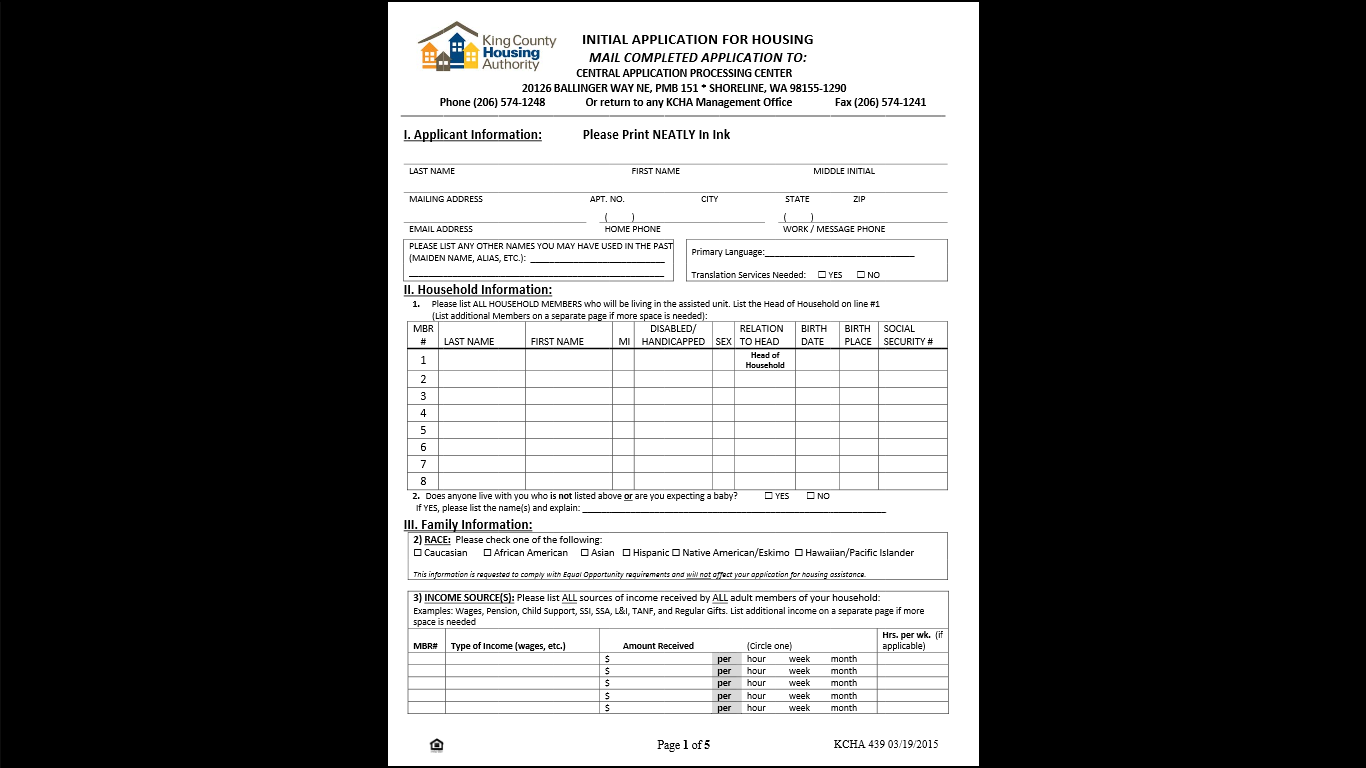 King County
Housing
Authority
INITIAL APPLICATION FOR HOUSING
MAIL COMPLETED APPLICATION TO:
CENTRAL APPLICATION PROCESSING CENTER
20126 BALLINGER WAY NE, PMB 151 * SHORELINE, WA 98155-1290
Phone (206) 574-1248 Or return to any KCHA Management Office Fax (206) 574-1241
I. Applicant Information: Please Print NEATLY In Ink
LAST NAME FIRST NAME MIDDLE INITIAL
MAILING ADDRESS APT. NO. CITY STATE ZIP
( ) ( )
EMAIL ADDRESS HOME PHONE WORK / MESSAGE PHONE
PLEASE LIST ANY OTHER NAMES YOU MAY HAVE USED IN THE PAST
(MAIDEN NAME, ALIAS, ETC.): ____________________________
Primary Language:_______________________________
Translation Services Needed: ☐ YES ☐ NO
II. Household Information:
1. Please list ALL HOUSEHOLD MEMBERS who will be living in the assisted unit. List the Head of Household on line #1
(List additional Members on a separate page if more space is needed):
MBR # LAST NAME FIRST NAME MI DISABLED/ HANDICAPPED SEX RELATION TO HEAD BIRTH DATE BIRTH PLACE SOCIAL SECURITY #
1 Head of Household
2
3
4
5
6
7
8
2. Does anyone live with you who is not listed above or are you expecting a baby? ☐ YES ☐ NO
If YES, please list the name(s) and explain: _______________________________________________________________
III. Family Information:
2) RACE: Please check one of the following:
☐ Caucasian ☐ African American ☐ Asian ☐ Hispanic ☐ Native American/Eskimo ☐ Hawaiian/Pacific Islander
This information is requested to comply with Equal Opportunity requirements and will not affect your application for housing assistance.
3) INCOME SOURCE(S): Please list ALL sources of income received by ALL adult members of your household:
Examples: Wages, Pension, Child Support, SSI, SSA, L&I, TANF, and Regular Gifts. List additional income on a separate page if more
space is needed
MBR# Type of Income (wages, etc.) Amount Received (Circle one) Hrs. per wk. (if applicable)
$ per hour week month
$ per hour week month
$ per hour week month
$ per hour week month
$ per hour week month
Page 1 of 5 KCHA 439 03/19/2015